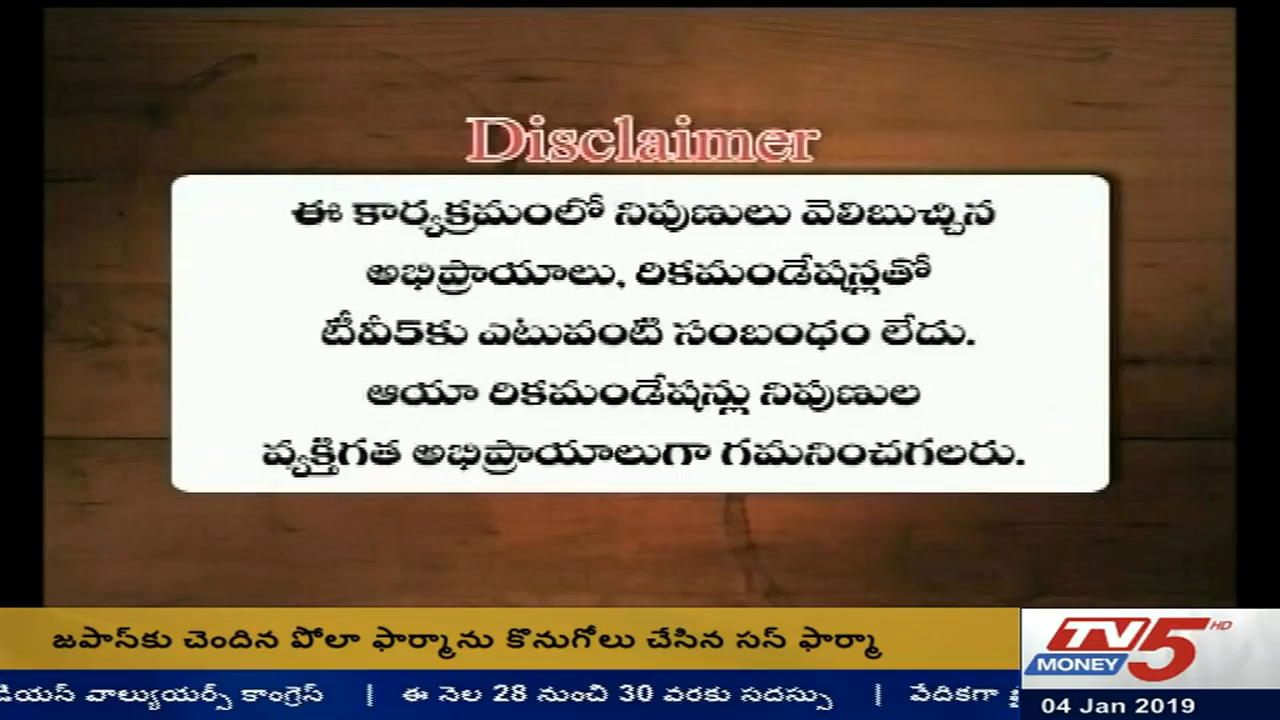 Disclaimer
ఈ కార్యక్రమంలో నిపుణులు వెలిబుచ్చిన
అభిప్రాయాలు, రికమండేషన్లతో
టీవీ5కు ఎటువంటి సంబంధం లేదు.
ఆయా రికమండేషన్లు నిపుణుల
వ్యక్తిగత అభిప్రాయాలుగా గమనించగలరు.
జపాన్‌కు చెందిన పోలా ఫార్మాను కొనుగోలు చేసిన సన్ ఫార్మా
TV5 HD
MONEY
డియన్ వాల్యుయర్స్ కాంగ్రెస్ | ఈ నెల 28 నుంచి 30 వరకు సదస్సు | వేదికగా
04 Jan 2019